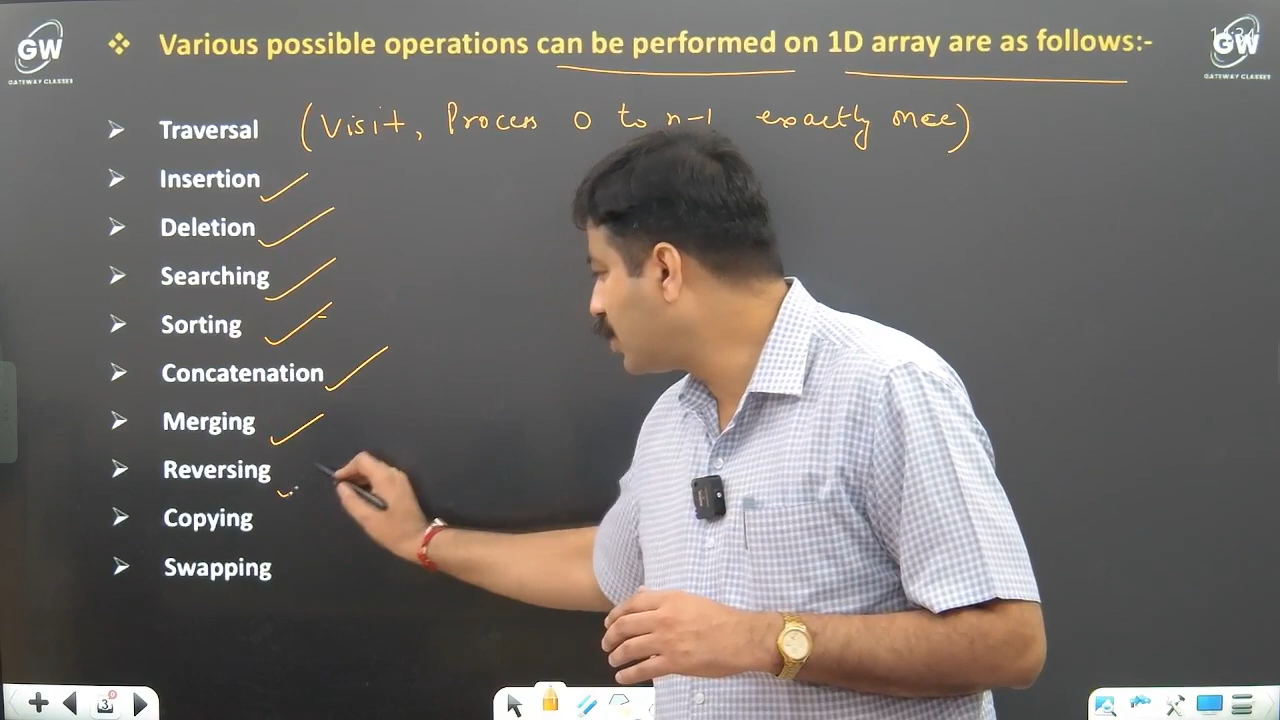 GW
GATEWAY CLASSES
Various possible operations can be performed on 1D array are as follows:-
GW
GATEWAY CLASSES
Traversal (Visit, Process 0 to n-1 exactly once)
Insertion
Deletion
Searching
Sorting
Concatenation
Merging
Reversing
Copying
Swapping
3